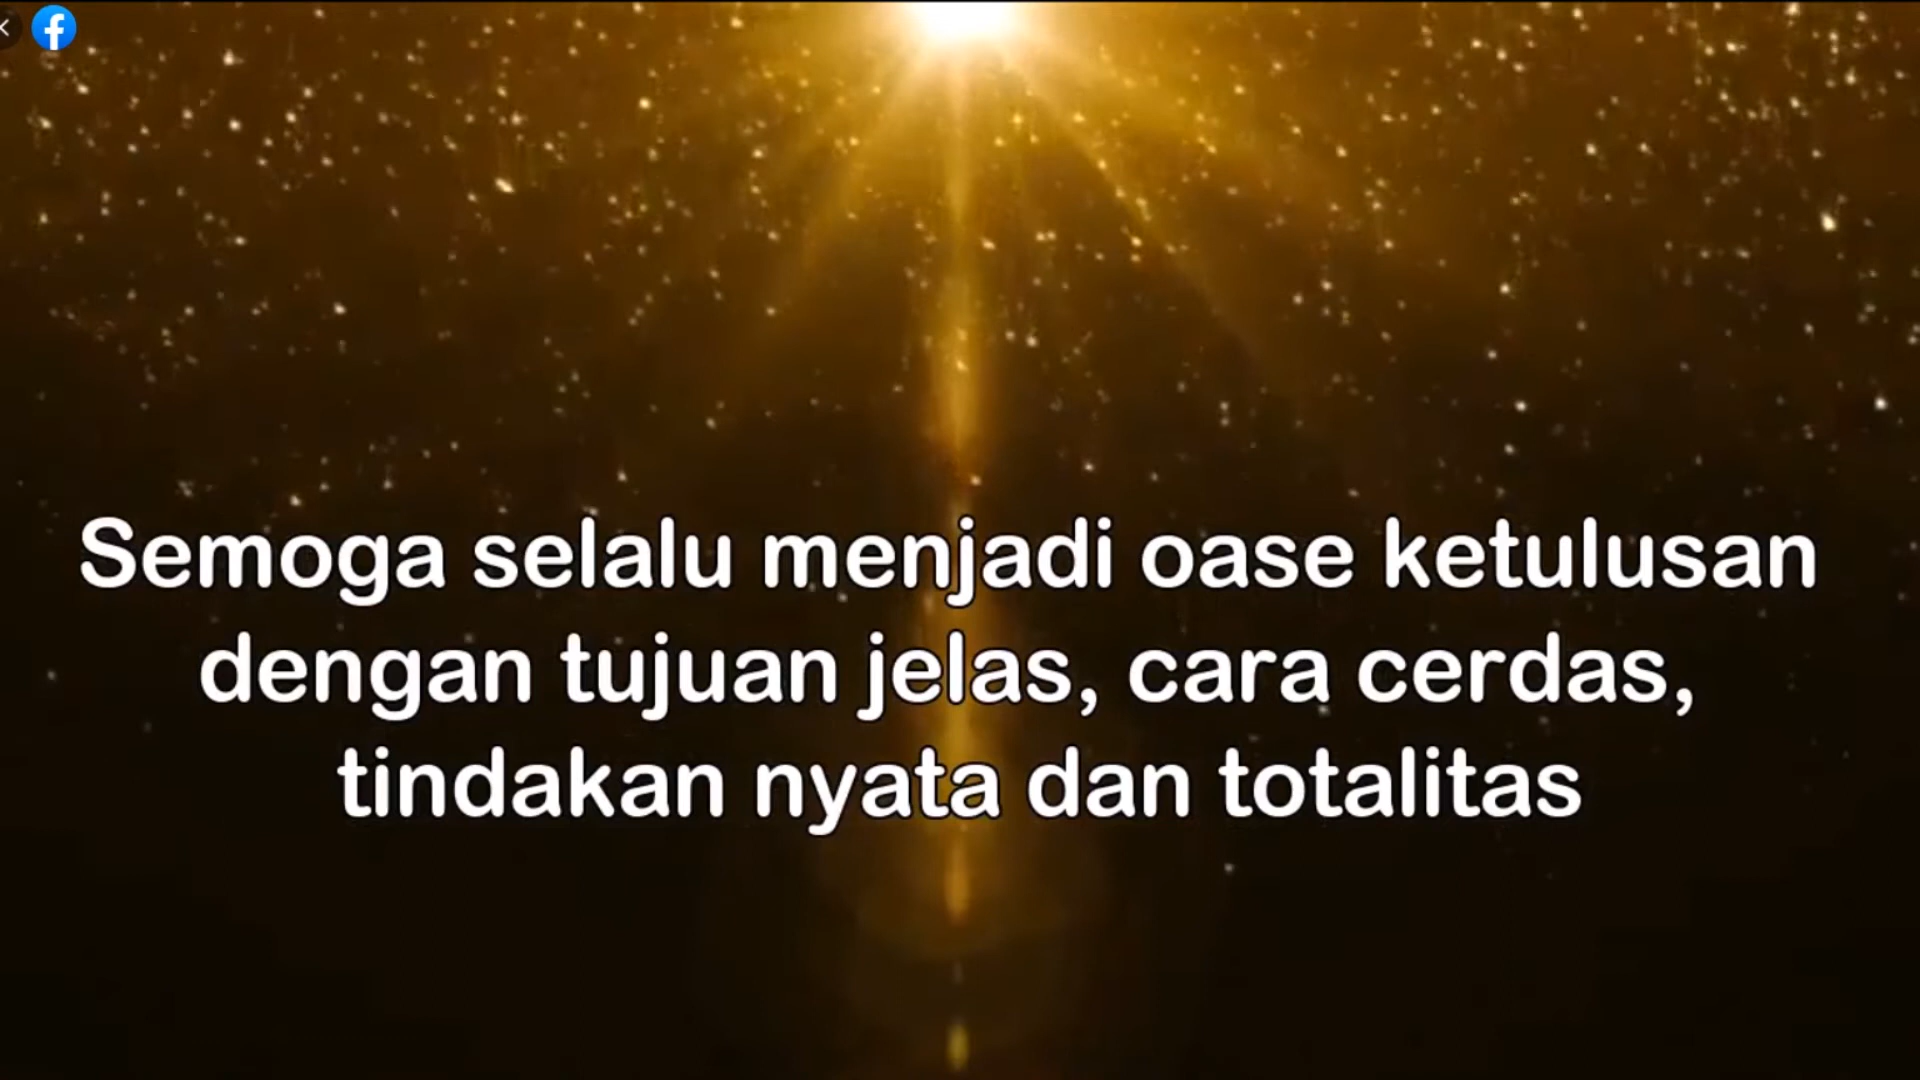 Semoga selalu menjadi oase ketulusan
dengan tujuan jelas, cara cerdas,
tindakan nyata dan totalitas